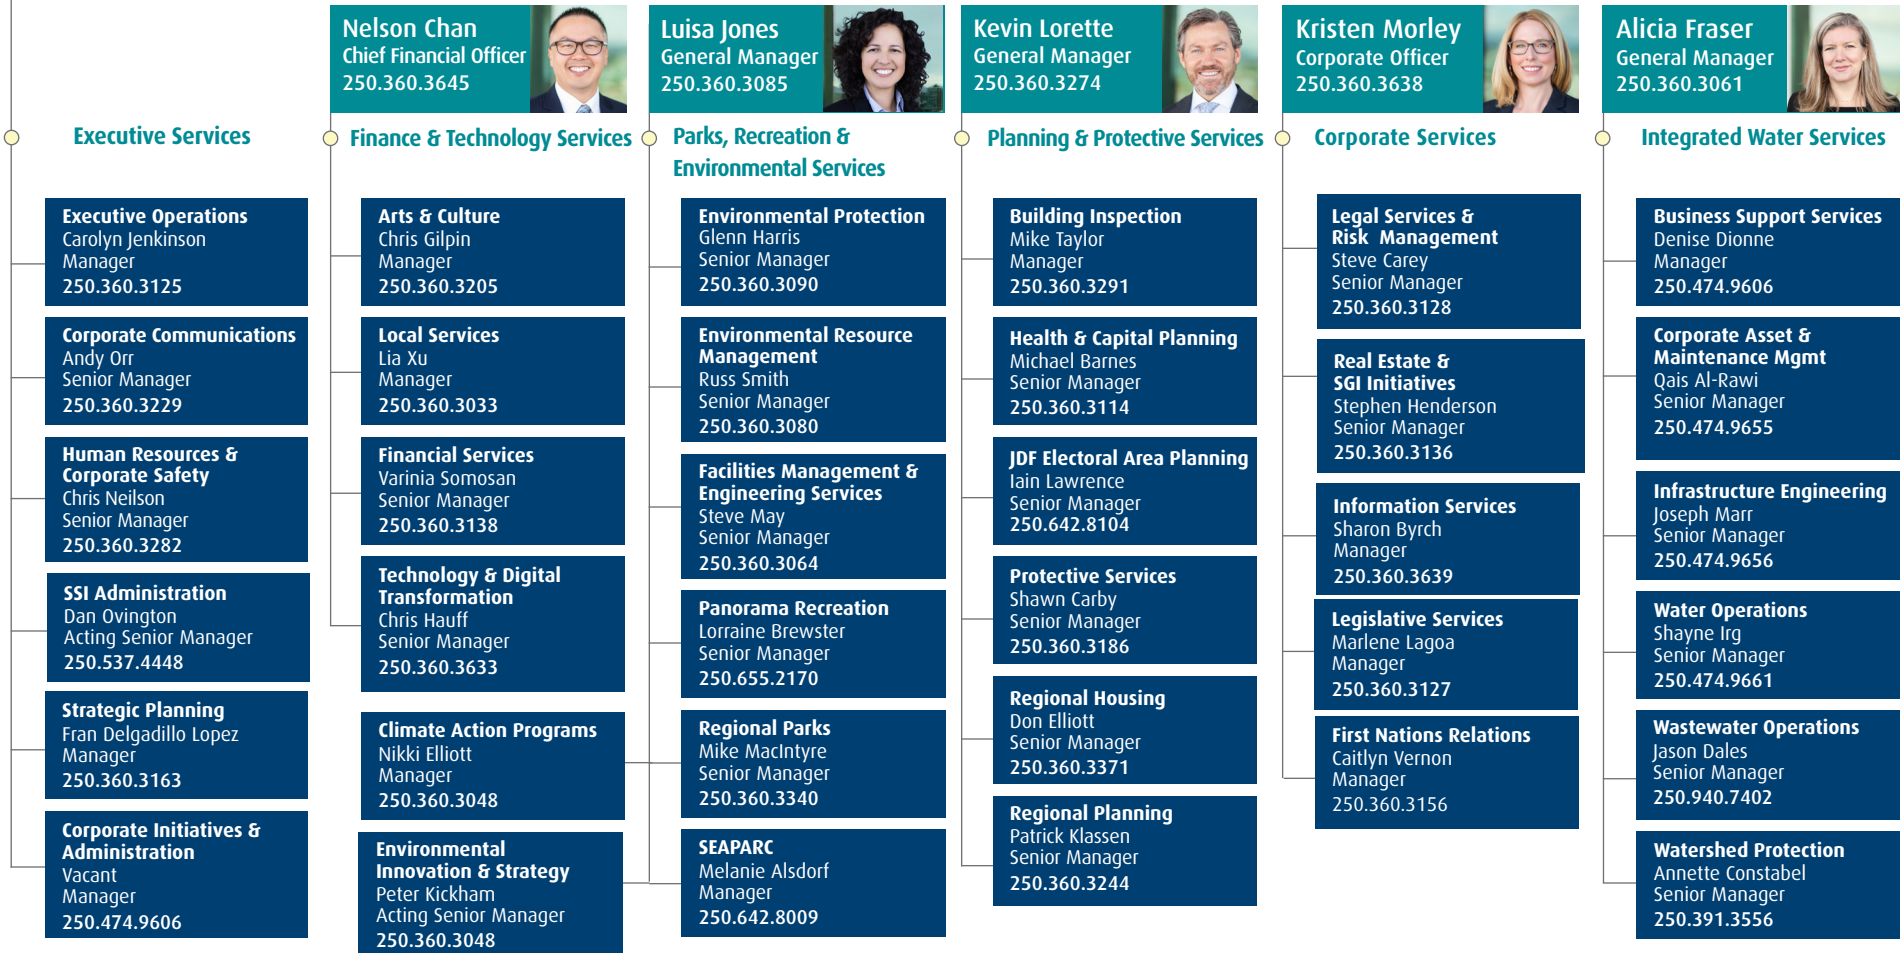 Nelson Chan
Chief Financial Officer
250.360.3645
Luisa Jones
General Manager
250.360.3085
Kevin Lorette
General Manager
250.360.3274
Kristen Morley
Corporate Officer
250.360.3638
Alicia Fraser
General Manager
250.360.3061
Executive Services
Executive Operations
Carolyn Jenkinson
Manager
250.360.3125
Corporate Communications
Andy Orr
Senior Manager
250.360.3229
Human Resources &
Corporate Safety
Chris Neilson
Senior Manager
250.360.3282
SSI Administration
Dan Ovington
Acting Senior Manager
250.537.4448
Strategic Planning
Fran Delgadillo Lopez
Manager
250.360.3163
Corporate Initiatives &
Administration
Vacant
Manager
250.474.9606
Finance & Technology Services
Arts & Culture
Chris Gilpin
Manager
250.360.3205
Local Services
Lia Xu
Manager
250.360.3033
Financial Services
Varinia Somosan
Senior Manager
250.360.3138
Technology & Digital
Transformation
Chris Hauff
Senior Manager
250.360.3633
Climate Action Programs
Nikki Elliott
Manager
250.360.3048
Environmental
Innovation & Strategy
Peter Kickham
Acting Senior Manager
250.360.3048
Parks, Recreation &
Environmental Services
Environmental Protection
Glenn Harris
Senior Manager
250.360.3090
Environmental Resource
Management
Russ Smith
Senior Manager
250.360.3080
Facilities Management &
Engineering Services
Steve May
Senior Manager
250.360.3064
Panorama Recreation
Lorraine Brewster
Senior Manager
250.655.2170
Regional Parks
Mike MacIntyre
Senior Manager
250.360.3340
SEAPARC
Melanie Alsdorf
Manager
250.642.8009
Planning & Protective Services
Building Inspection
Mike Taylor
Manager
250.360.3291
Health & Capital Planning
Michael Barnes
Senior Manager
250.360.3114
JDF Electoral Area Planning
Iain Lawrence
Senior Manager
250.642.8104
Protective Services
Shawn Carby
Senior Manager
250.360.3186
Regional Housing
Don Elliott
Senior Manager
250.360.3371
Regional Planning
Patrick Klassen
Senior Manager
250.360.3244
Corporate Services
Legal Services &
Risk Management
Steve Carey
Senior Manager
250.360.3128
Real Estate &
SGI Initiatives
Stephen Henderson
Senior Manager
250.360.3136
Information Services
Sharon Byrch
Manager
250.360.3639
Legislative Services
Marlene Lagoa
Manager
250.360.3127
First Nations Relations
Caitlyn Vernon
Manager
250.360.3156
Integrated Water Services
Business Support Services
Denise Dionne
Manager
250.474.9606
Corporate Asset &
Maintenance Mgmt
Qais Al-Rawi
Senior Manager
250.474.9655
Infrastructure Engineering
Joseph Marr
Senior Manager
250.474.9656
Water Operations
Shayne Irg
Senior Manager
250.474.9661
Wastewater Operations
Jason Dales
Senior Manager
250.940.7402
Watershed Protection
Annette Constabel
Senior Manager
250.391.3556